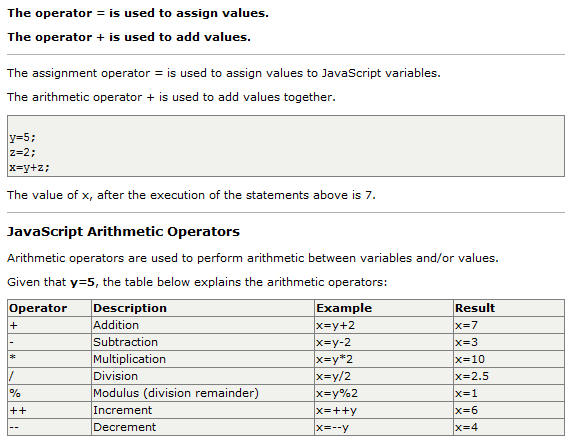 The operator = is used to assign values.
The operator + is used to add values.
The assignment operator = is used to assign values to JavaScript variables.
The arithmetic operator + is used to add values together.
y=5;
z=2;
x=y+z;
The value of x, after the execution of the statements above is 7.
JavaScript Arithmetic Operators
Arithmetic operators are used to perform arithmetic between variables and/or values.
Given that y=5, the table below explains the arithmetic operators:
Operator Description Example Result
+ Addition x=y+2 x=7
- Subtraction x=y-2 x=3
* Multiplication x=y*2 x=10
/ Division x=y/2 x=2.5
% Modulus (division remainder) x=y%2 x=1
++ Increment x=++y x=6
-- Decrement x=--y x=4